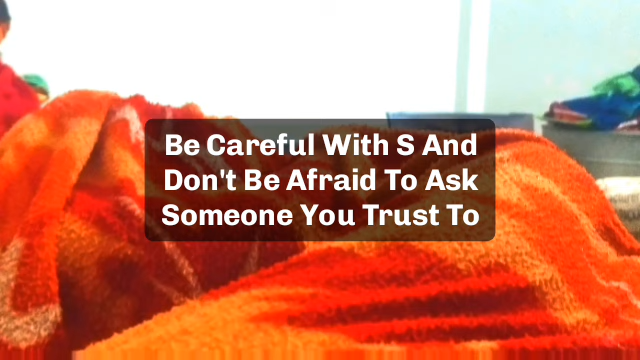 Be Careful With S And
Don't Be Afraid To Ask
Someone You Trust To